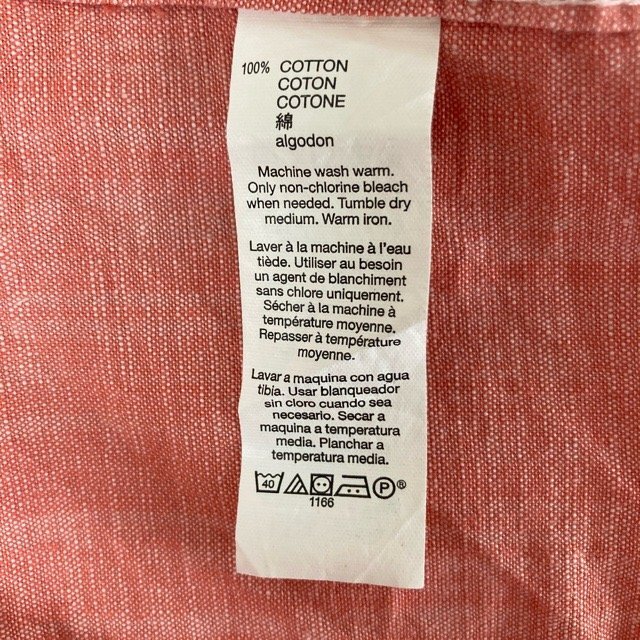 100% COTTON
COTON
COTONE
綿
algodon
Machine wash warm.
Only non-chlorine bleach
when needed. Tumble dry
medium. Warm iron.
Laver à la machine à l'eau
tiède. Utiliser au besoin
un agent de blanchiment
sans chlore uniquement.
Sécher à la machine à
température moyenne.
Repasser à température
moyenne.
Lavar a maquina con agua
tibia. Usar blanqueador
sin cloro cuando sea
necesario. Secar a
maquina a temperatura
media. Planchar a
temperatura media.
40 P ®
1166